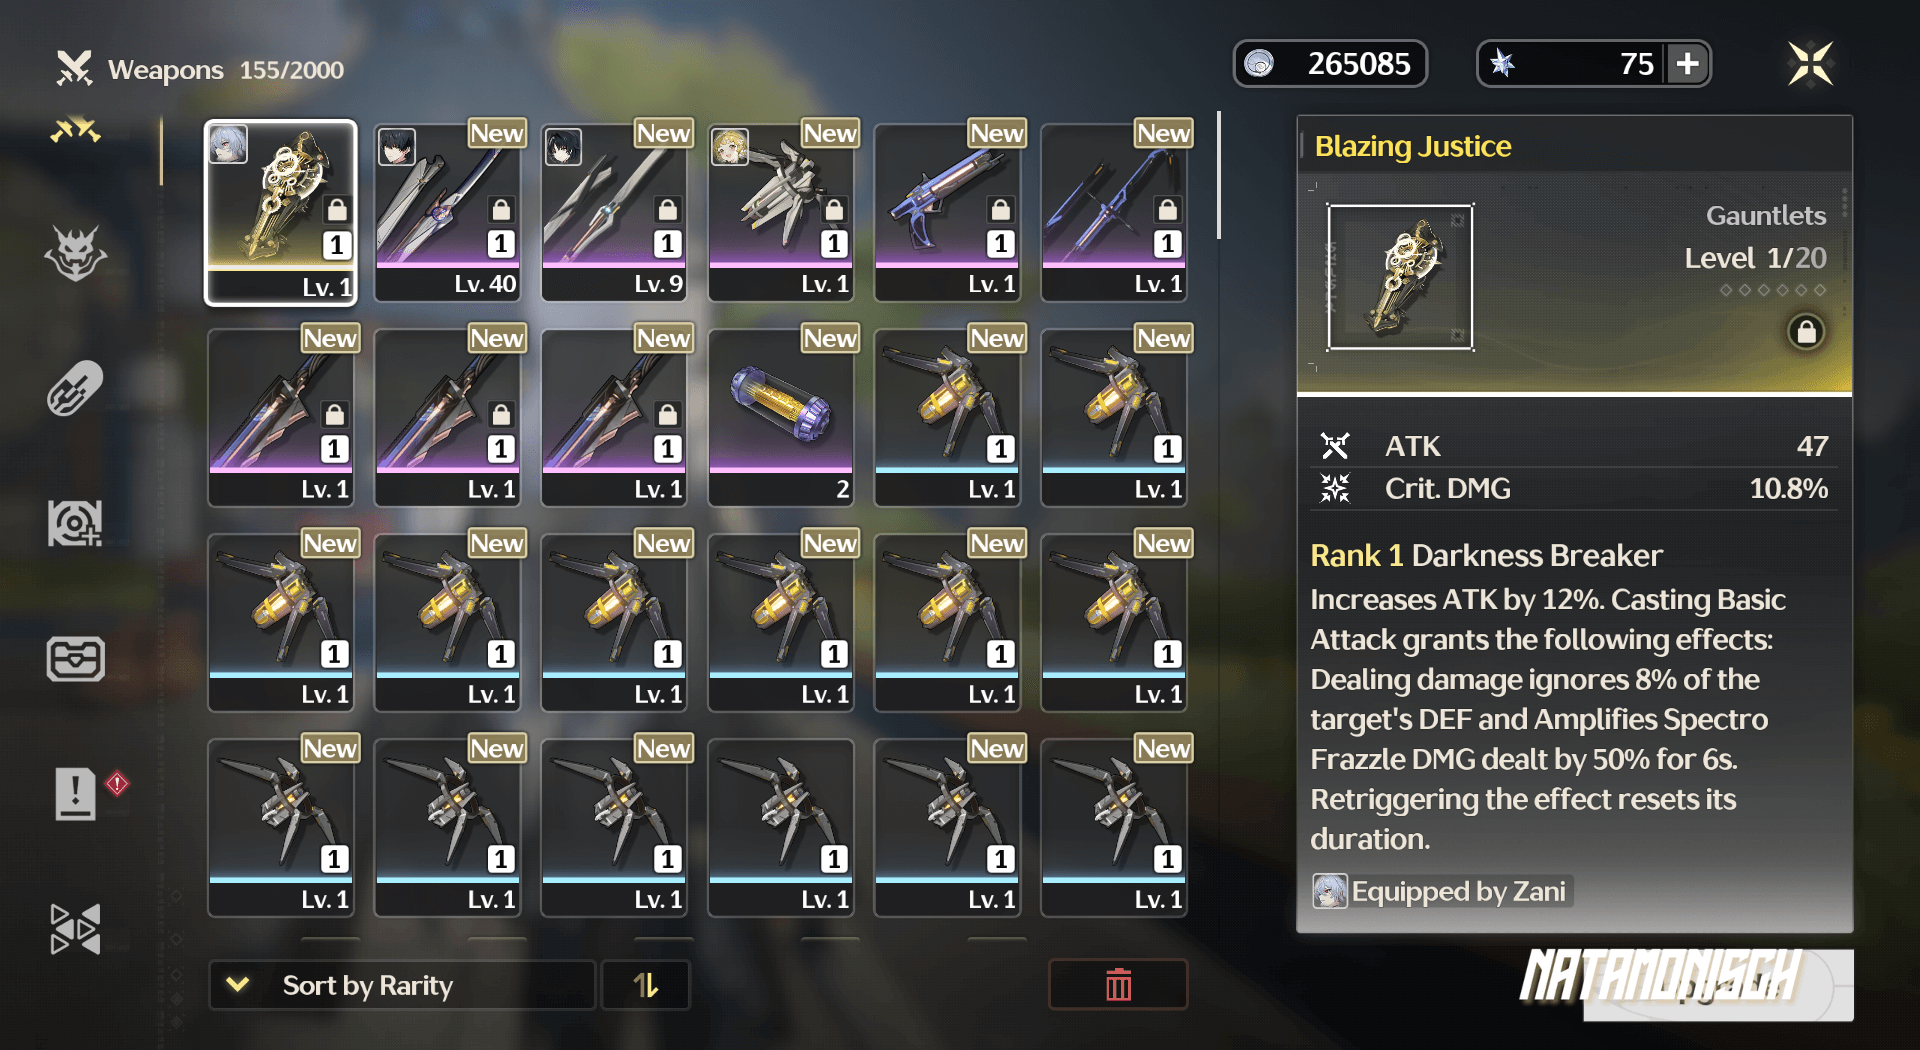 Weapons 155/2000
265085
75
New
New
New
New
New
1
1
1
1
1
1
Lv. 1
Lv. 40
Lv. 9
Lv. 1
Lv. 1
Lv. 1
New
New
New
New
New
New
1
1
1
1
1
Lv. 1
Lv. 1
Lv. 1
2
Lv. 1
Lv. 1
New
New
New
New
New
New
1
1
1
1
1
1
Lv. 1
Lv. 1
Lv. 1
Lv. 1
Lv. 1
Lv. 1
New
New
New
New
New
1
1
1
1
1
1
Lv. 1
Lv. 1
Lv. 1
Lv. 1
Lv. 1
Lv. 1
Sort by Rarity
Blazing Justice
Gauntlets
Level 1/20
ATK 47
Crit. DMG 10.8%
Rank 1 Darkness Breaker
Increases ATK by 12%. Casting Basic
Attack grants the following effects:
Dealing damage ignores 8% of the
target's DEF and Amplifies Spectro
Frazzle DMG dealt by 50% for 6s.
Retriggering the effect resets its
duration.
Equipped by Zani
NATAMONISCH